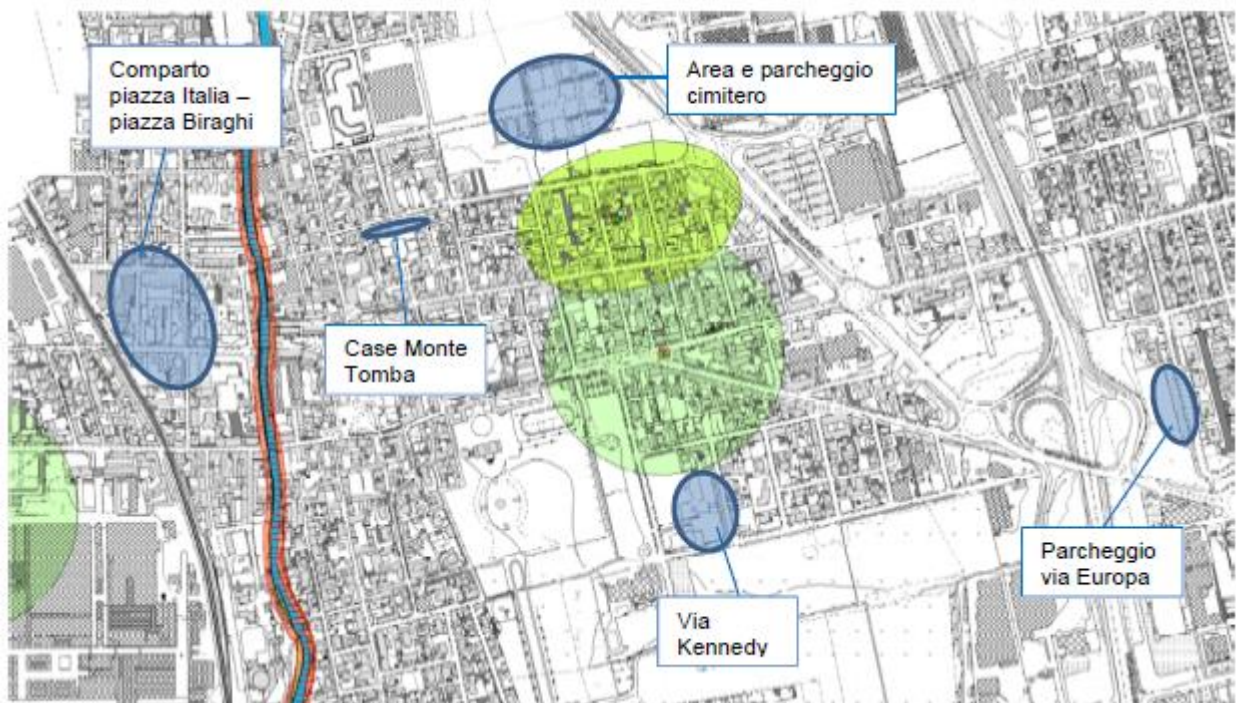 Comparto
piazza Italia –
piazza Biraghi
Area e parcheggio
cimitero
Case Monte
Tomba
Parcheggio
via Europa
Via
Kennedy